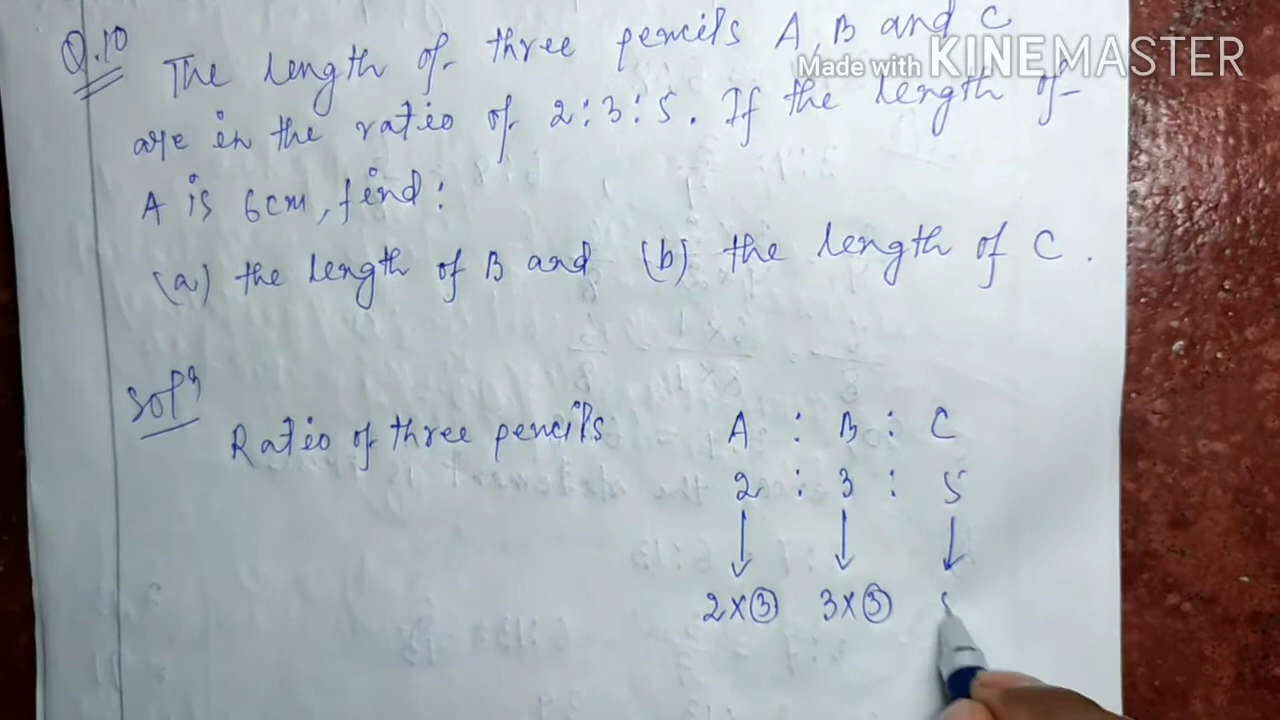 Q.10 The length of three pencils A, B and C
Made with KINEMASTER
are in the ratio of 2:3:5. If the length of
A is 6cm, find:
(a) the length of B and (b) the length of C.
Solⁿ
Ratio of three pencils A : B : C
2 : 3 : 5
2×3 3×3